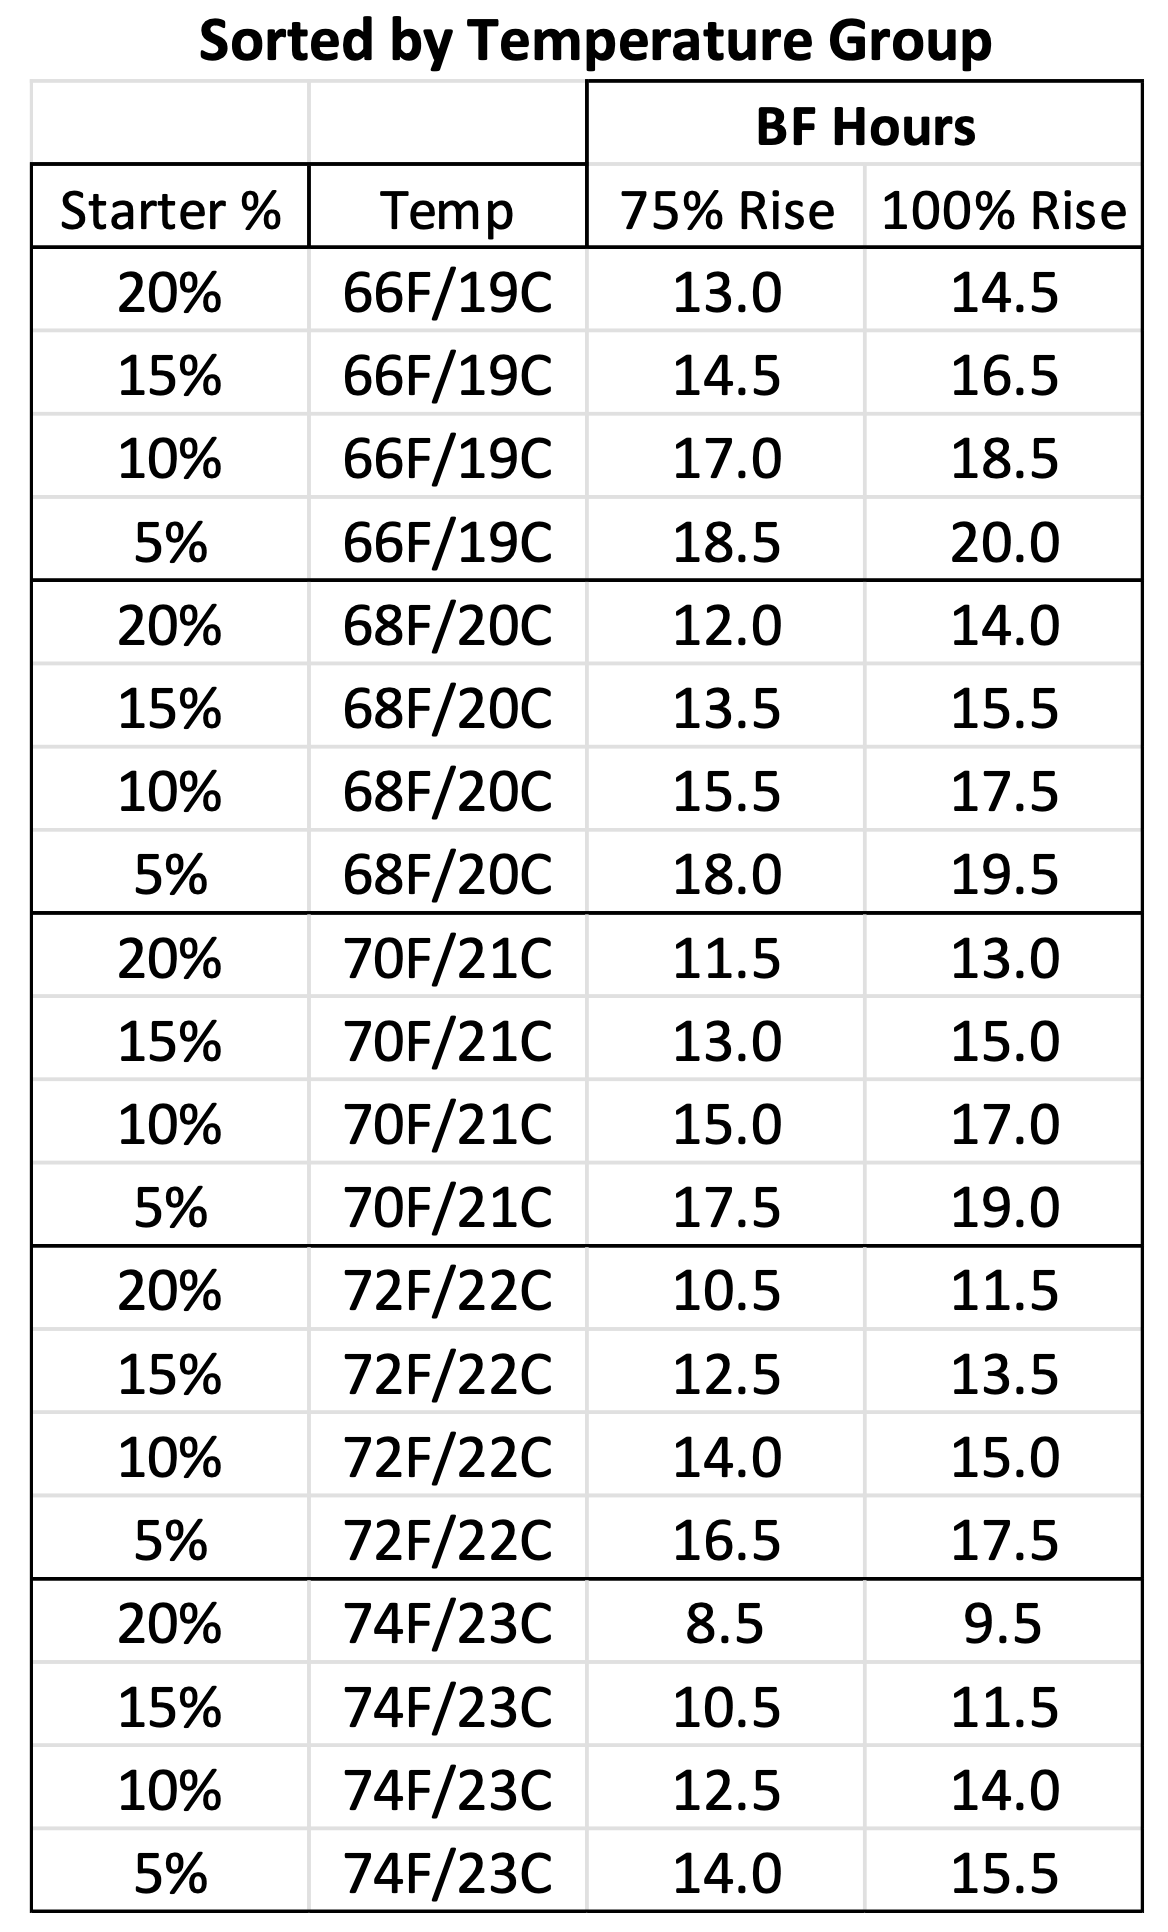 Sorted by Temperature Group
BF Hours
Starter % Temp 75% Rise 100% Rise
20% 66F/19C 13.0 14.5
15% 66F/19C 14.5 16.5
10% 66F/19C 17.0 18.5
5% 66F/19C 18.5 20.0
20% 68F/20C 12.0 14.0
15% 68F/20C 13.5 15.5
10% 68F/20C 15.5 17.5
5% 68F/20C 18.0 19.5
20% 70F/21C 11.5 13.0
15% 70F/21C 13.0 15.0
10% 70F/21C 15.0 17.0
5% 70F/21C 17.5 19.0
20% 72F/22C 10.5 11.5
15% 72F/22C 12.5 13.5
10% 72F/22C 14.0 15.0
5% 72F/22C 16.5 17.5
20% 74F/23C 8.5 9.5
15% 74F/23C 10.5 11.5
10% 74F/23C 12.5 14.0
5% 74F/23C 14.0 15.5